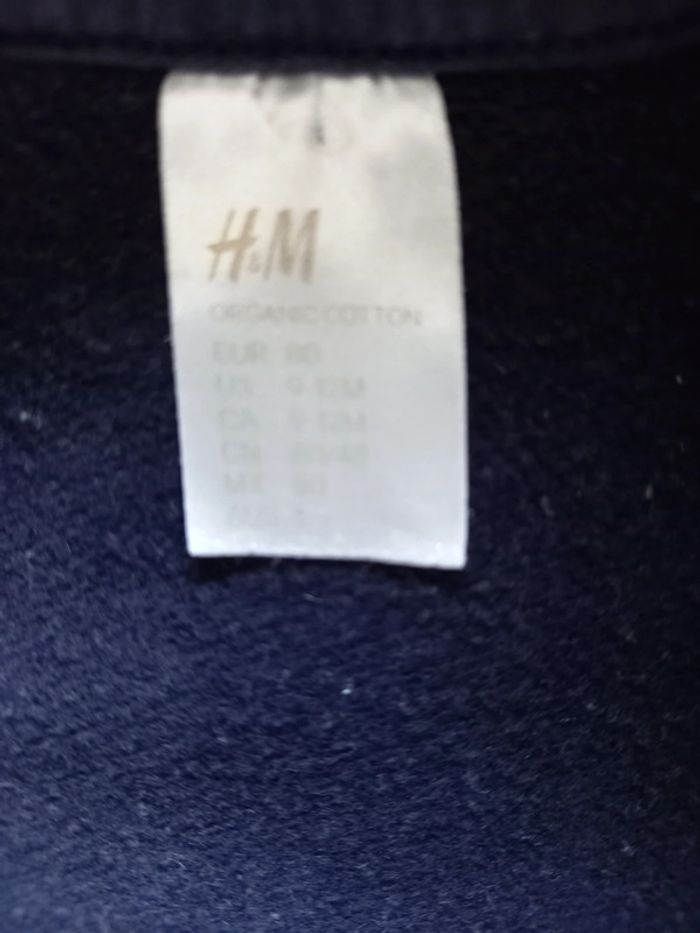 H&M
ORGANIC COTTON
EUR 80
US 9-12M
CA 9-12M
CN 80/48
MX 80